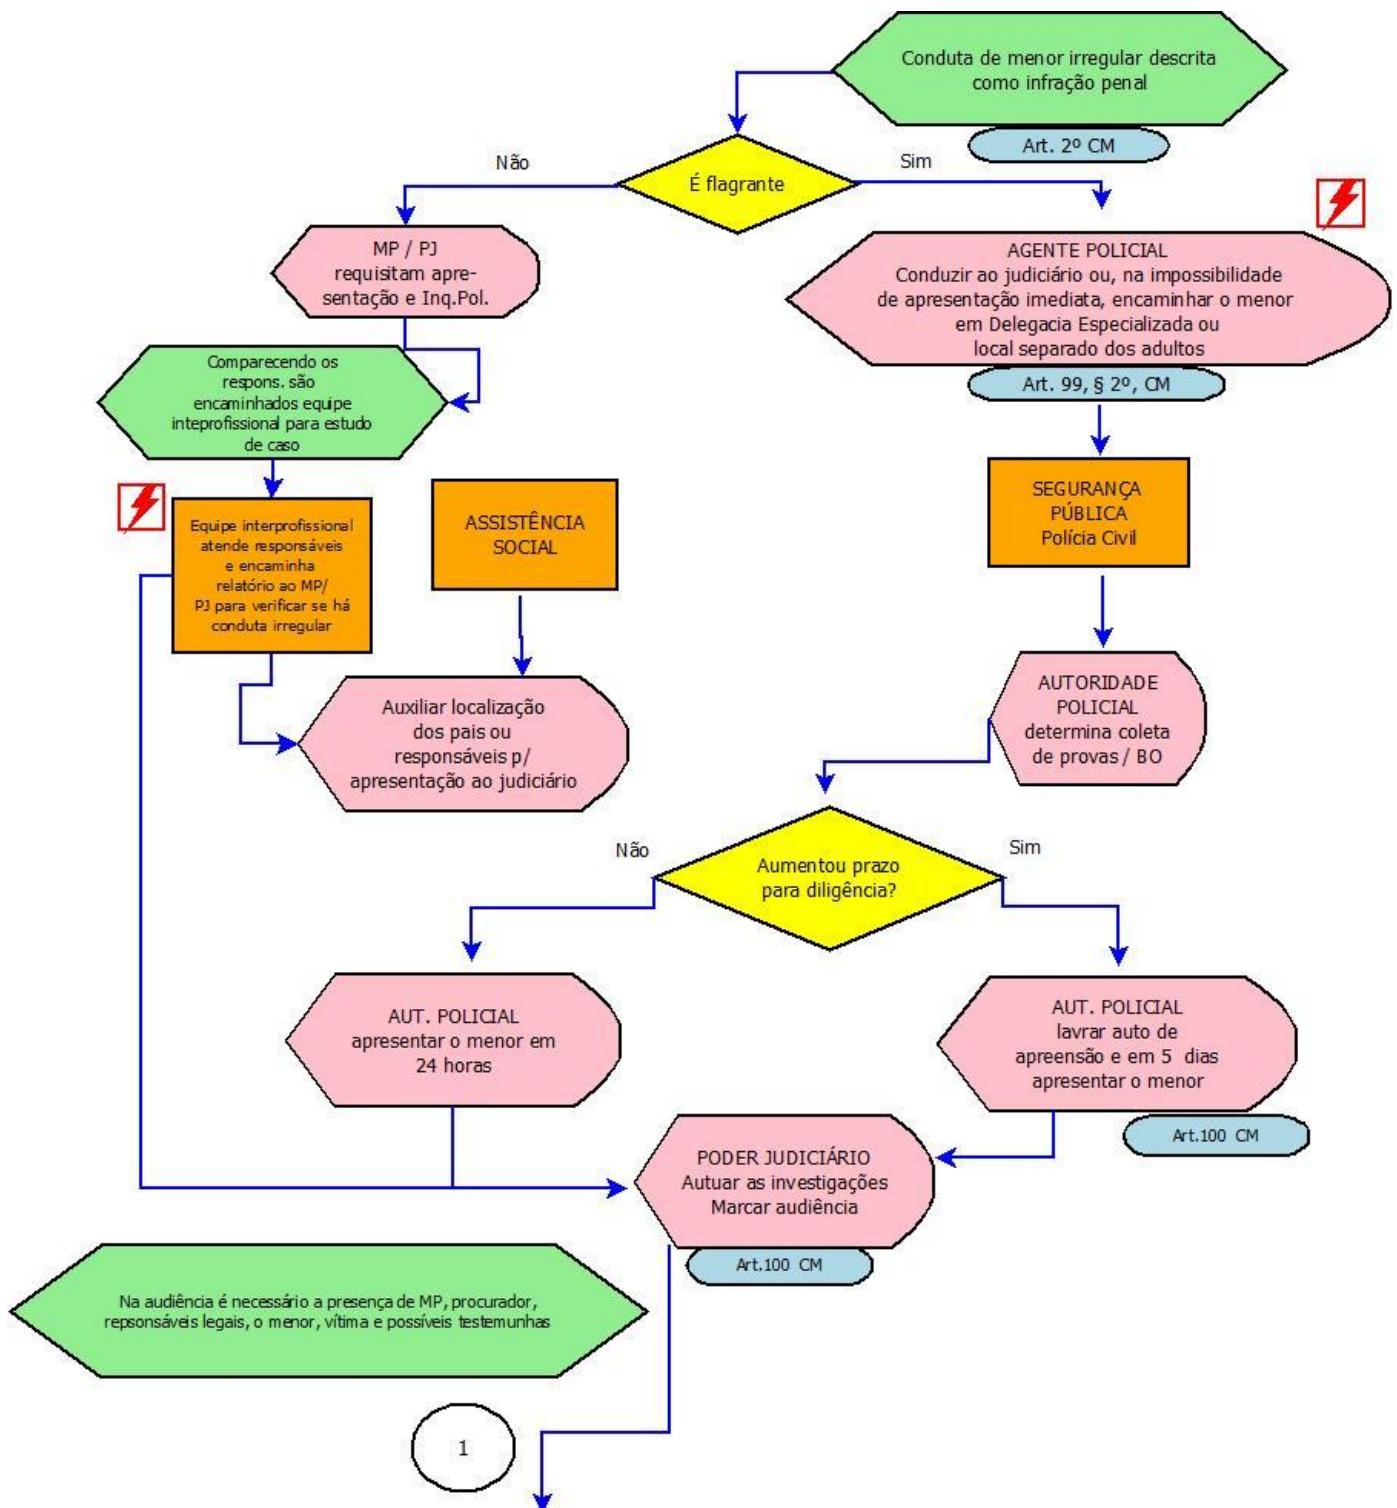 Conduta de menor irregular descrita
como infração penal
Art. 2º CM
Não
Sim
É flagrante
MP / PJ
requisitam apre-
sentação e Inq.Pol.
AGENTE POLICIAL
Conduzir ao judiciário ou, na impossibilidade
de apresentação imediata, encaminhar o menor
em Delegacia Especializada ou
local separado dos adultos
Art. 99, § 2º, CM
Comparecendo os
respons. são
encaminhados equipe
inteprofissional para estudo
de caso
Equipe interprofissional
atende responsáveis
e encaminha
relatório ao MP/
PJ para verificar se há
conduta irregular
ASSISTÊNCIA
SOCIAL
SEGURANÇA
PÚBLICA
Polícia Civil
Auxiliar localização
dos pais ou
responsáveis p/
apresentação ao judiciário
AUTORIDADE
POLICIAL
determina coleta
de provas / BO
Não
Sim
Aumentou prazo
para diligência?
AUT. POLICIAL
apresentar o menor em
24 horas
AUT. POLICIAL
lavrar auto de
apreensão e em 5 dias
apresentar o menor
Art.100 CM
PODER JUDICIÁRIO
Autuar as investigações
Marcar audiência
Art.100 CM
Na audiência é necessário a presença de MP, procurador,
repsonsáveis legais, o menor, vítima e possíveis testemunhas
1